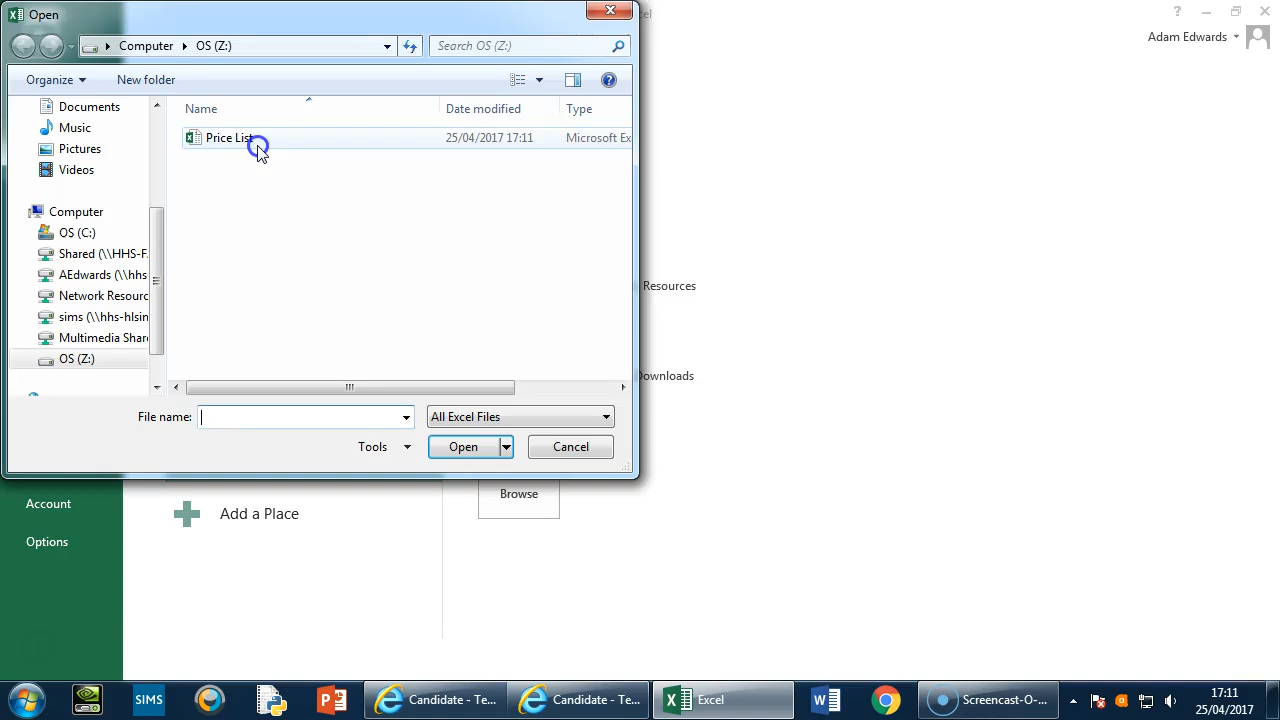 Open
cel
Computer
OS (Z:)
Search OS (Z:)
Adam Edwards
Organize
New folder
Documents
Music
Pictures
Videos
Computer
OS (C:)
Shared (\\HHS-F
AEdwards (\\hhs-
Network Resourc
sims (\\hhs-hlsin
Multimedia Share
OS (Z:)
Name
Date modified
Type
Price List
25/04/2017 17:11
Microsoft Ex
File name:
All Excel Files
Tools
Open
Cancel
Resources
Downloads
Account
Options
Add a Place
Browse
SIMS
Candidate - Te...
Candidate - Te...
Excel
Screencast-O-...
17:11
25/04/2017